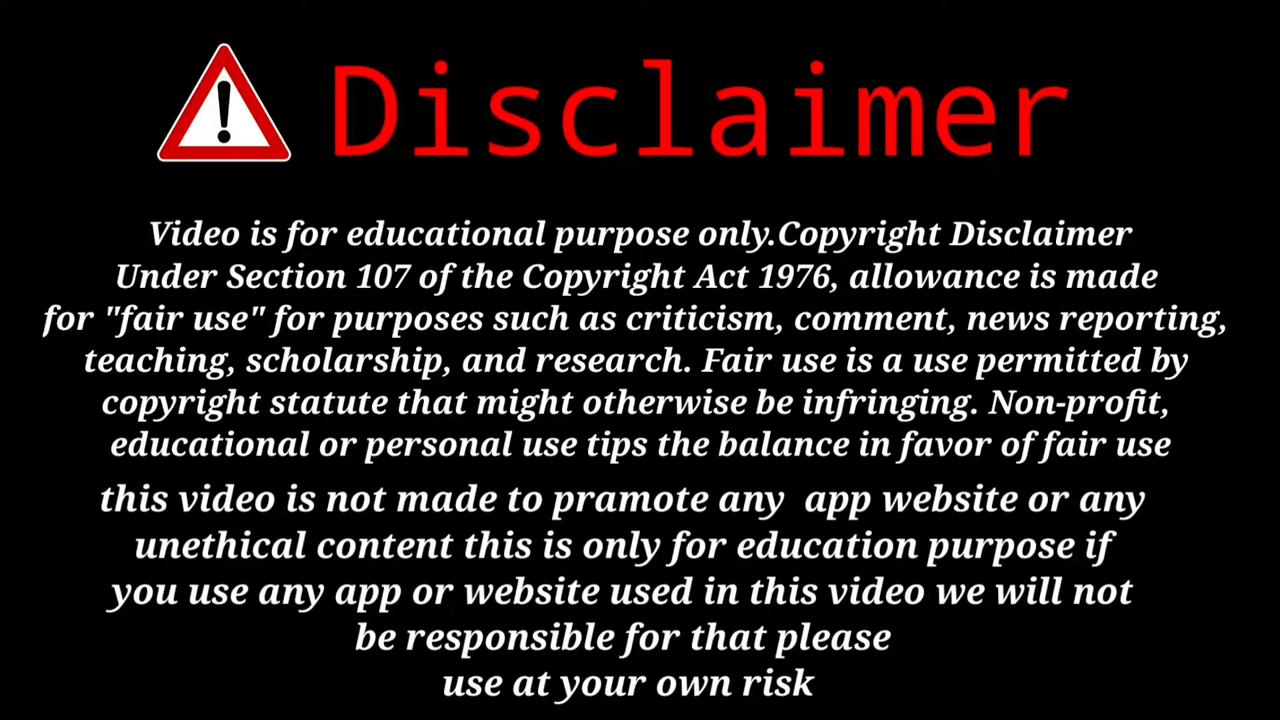 Disclaimer
Video is for educational purpose only.Copyright Disclaimer
Under Section 107 of the Copyright Act 1976, allowance is made
for "fair use" for purposes such as criticism, comment, news reporting,
teaching, scholarship, and research. Fair use is a use permitted by
copyright statute that might otherwise be infringing. Non-profit,
educational or personal use tips the balance in favor of fair use
this video is not made to pramote any app website or any
unethical content this is only for education purpose if
you use any app or website used in this video we will not
be responsible for that please
use at your own risk